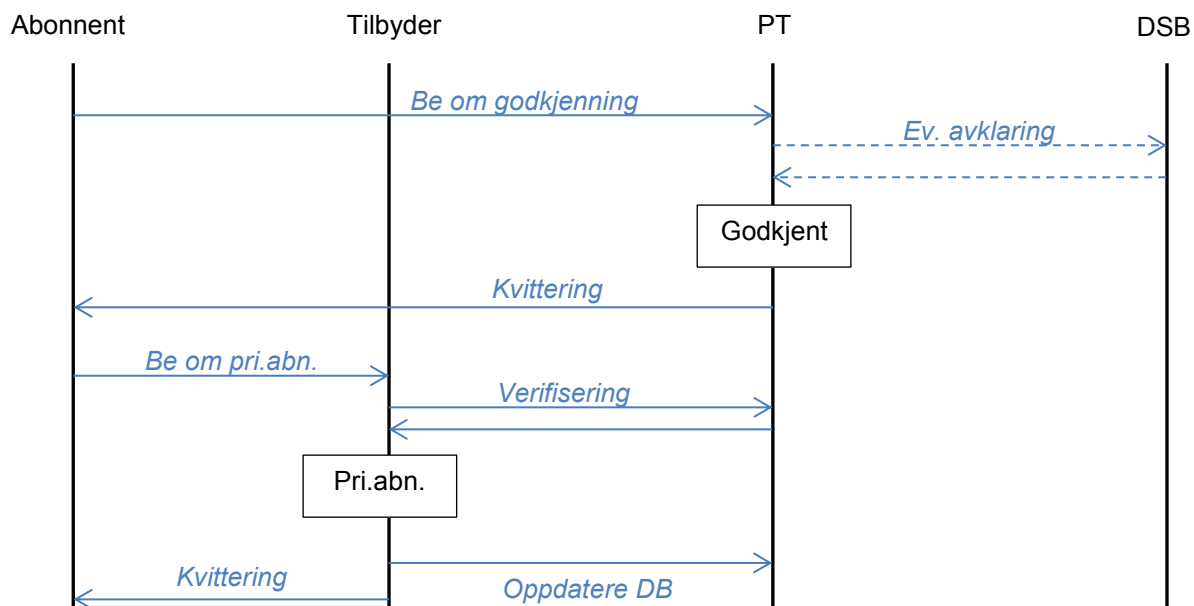 Abonnent
Tilbyder
PT
DSB
Be om godkjenning
Ev. avklaring
Godkjent
Kvittering
Be om pri.abn.
Verifisering
Pri.abn.
Kvittering
Oppdatere DB